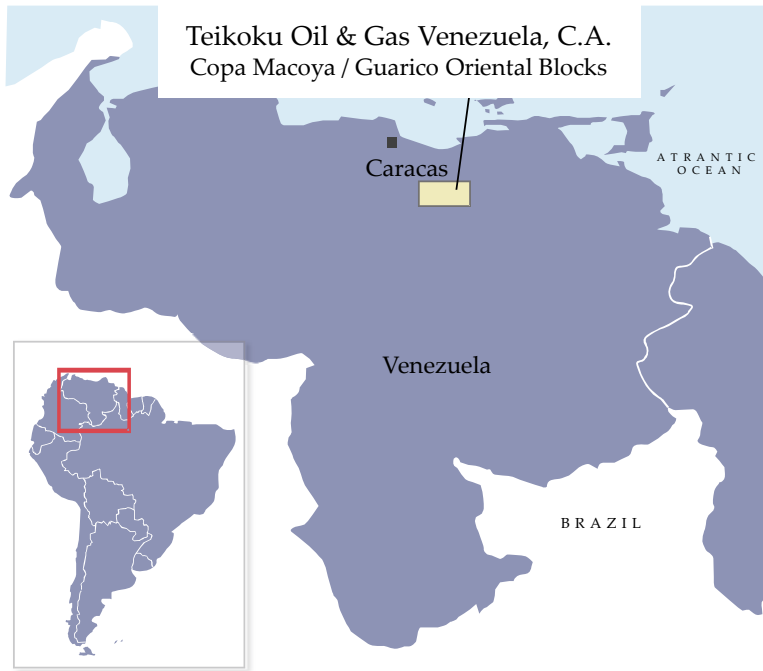 Teikoku Oil & Gas Venezuela, C.A.
Copa Macoya / Guarico Oriental Blocks
Caracas
ATRANTIC
OCEAN
Venezuela
BRAZIL